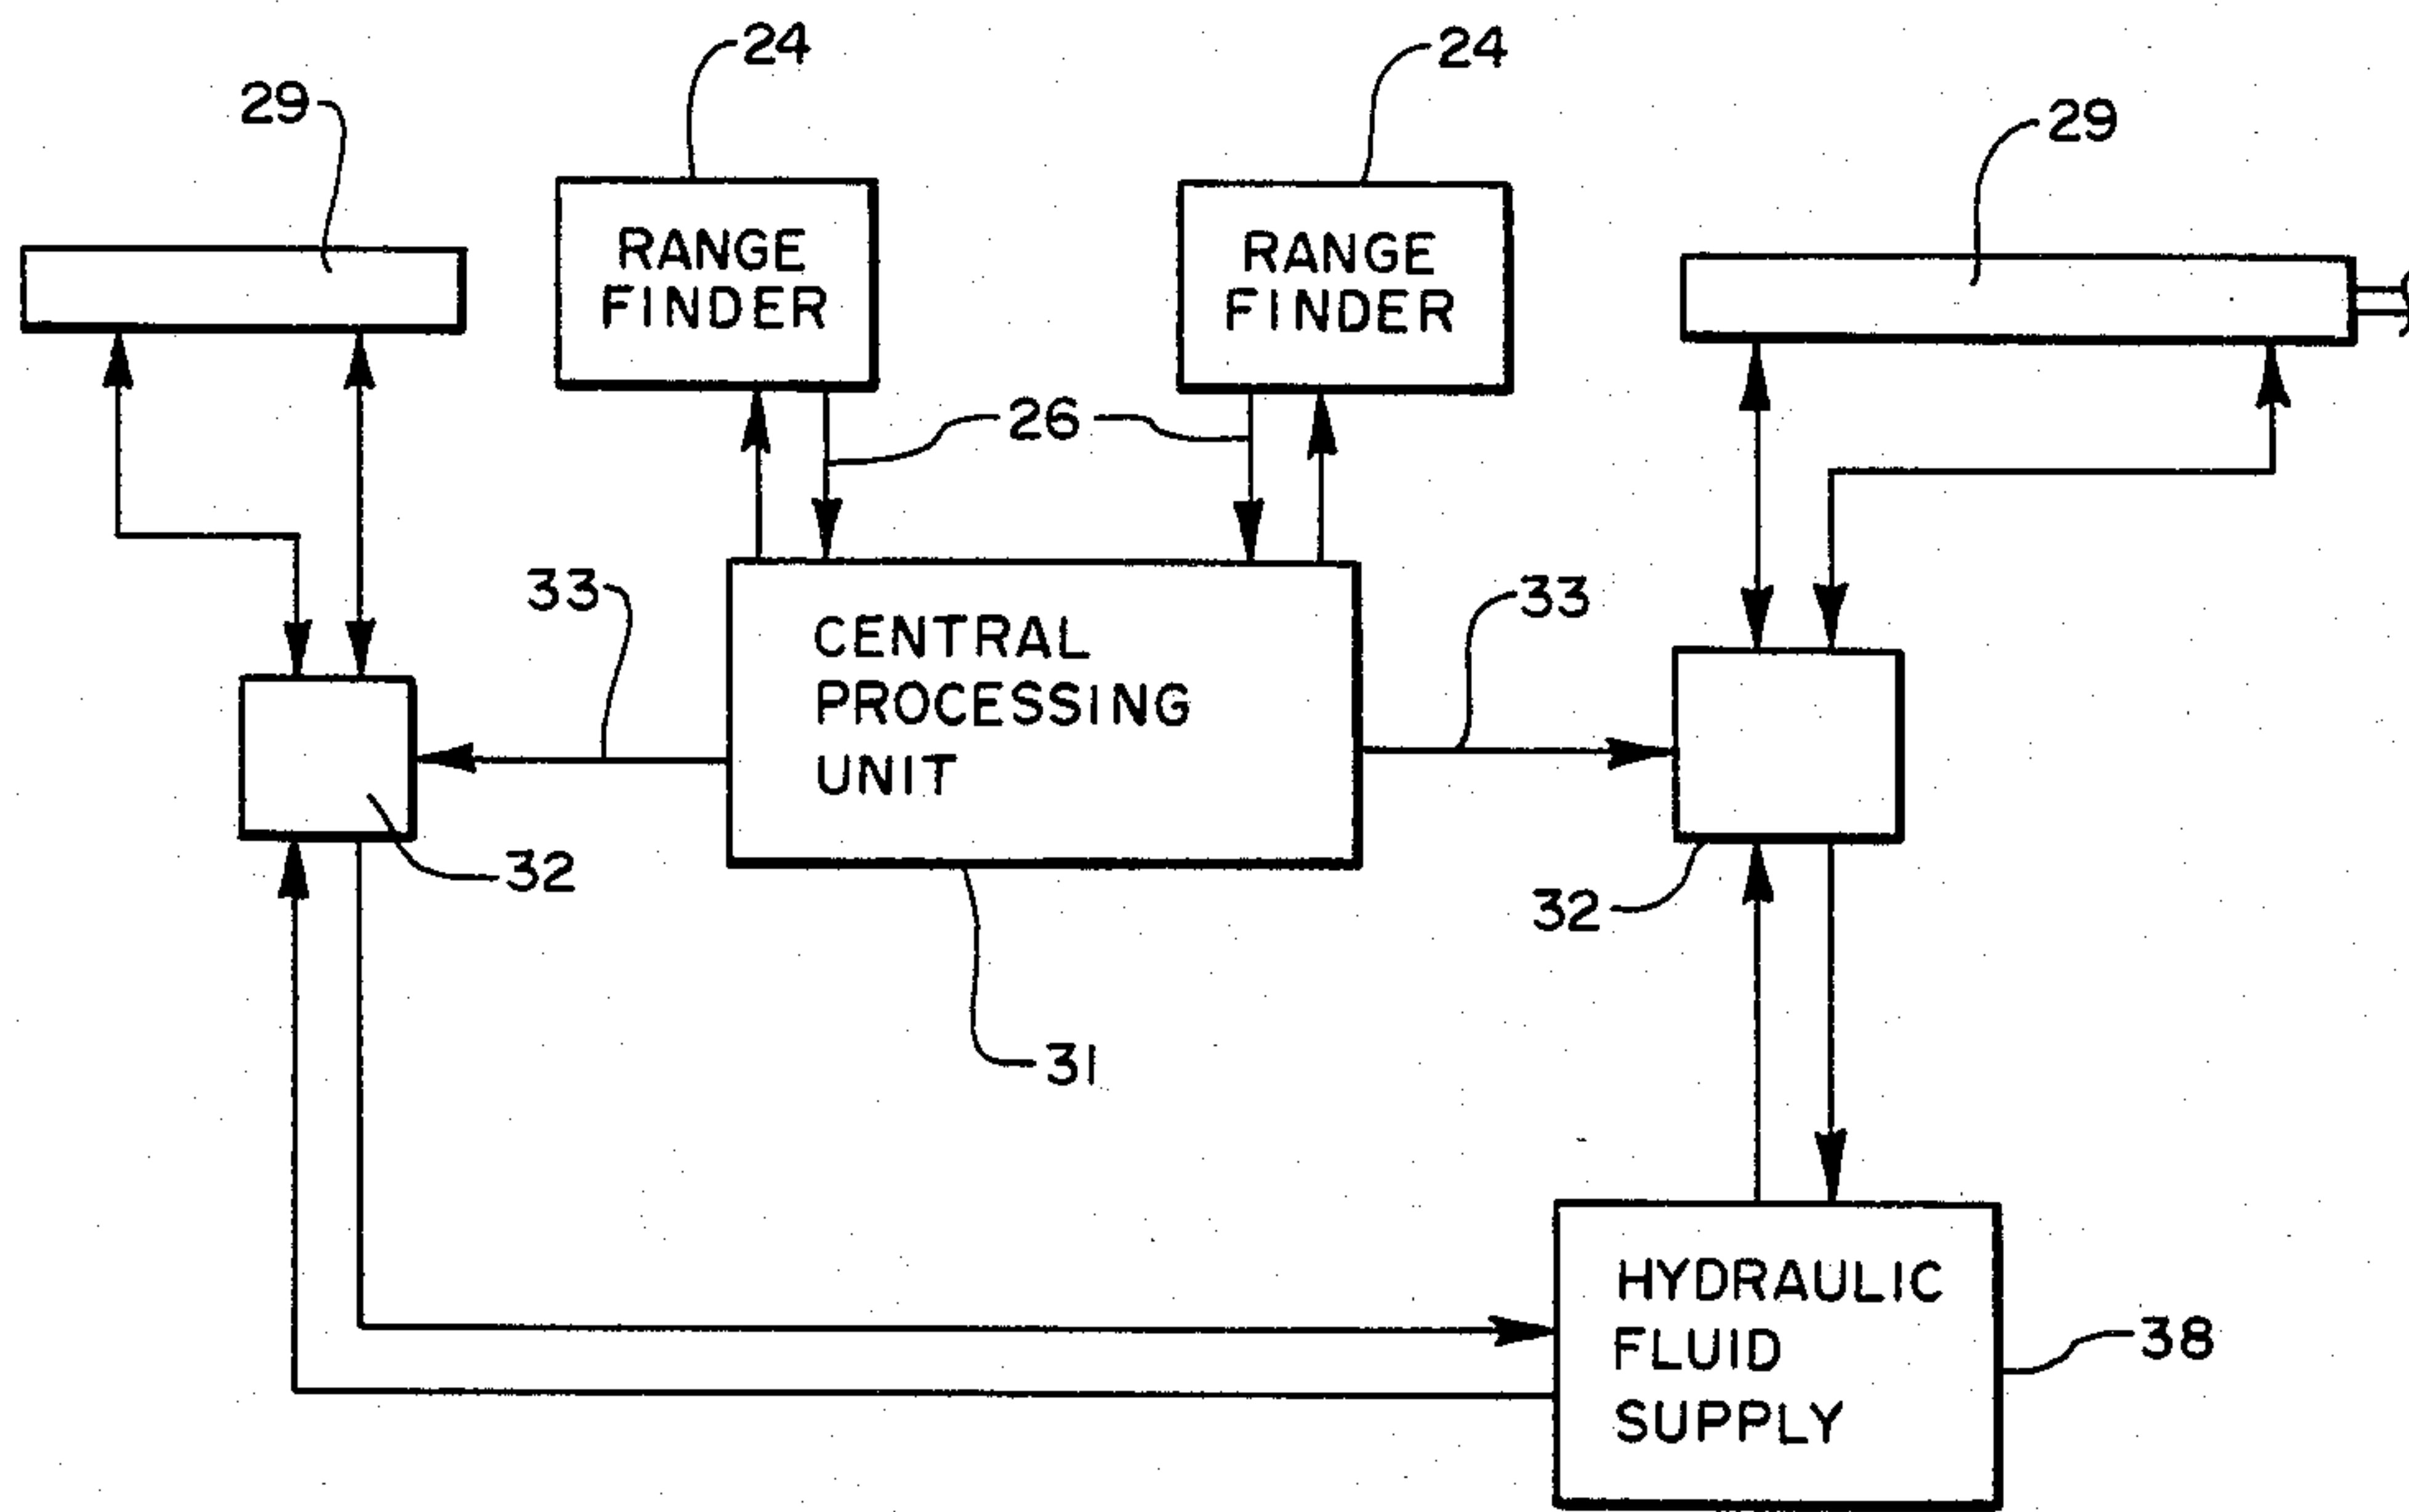 24
24
29
29
RANGE
FINDER
RANGE
FINDER
26
33
33
CENTRAL
PROCESSING
UNIT
32
32
31
HYDRAULIC
FLUID
SUPPLY
38